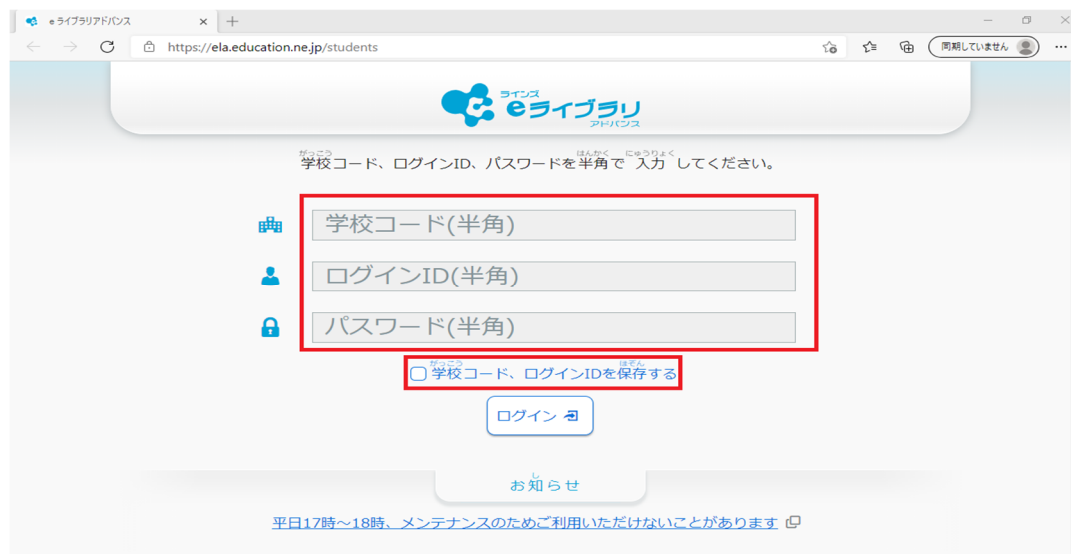 eライブラリアドバンス
https://ela.education.ne.jp/students
同期していません
ラインズ
eライブラリ
アドバンス
がっこう はんかく にゅうりょく
学校コード、ログインID、パスワードを半角で 入力 してください。
学校コード(半角)
ログインID(半角)
パスワード(半角)
がっこう ほぞん
学校コード、ログインIDを保存する
ログイン
し
お知らせ
平日17時～18時、メンテナンスのためご利用いただけないことがあります